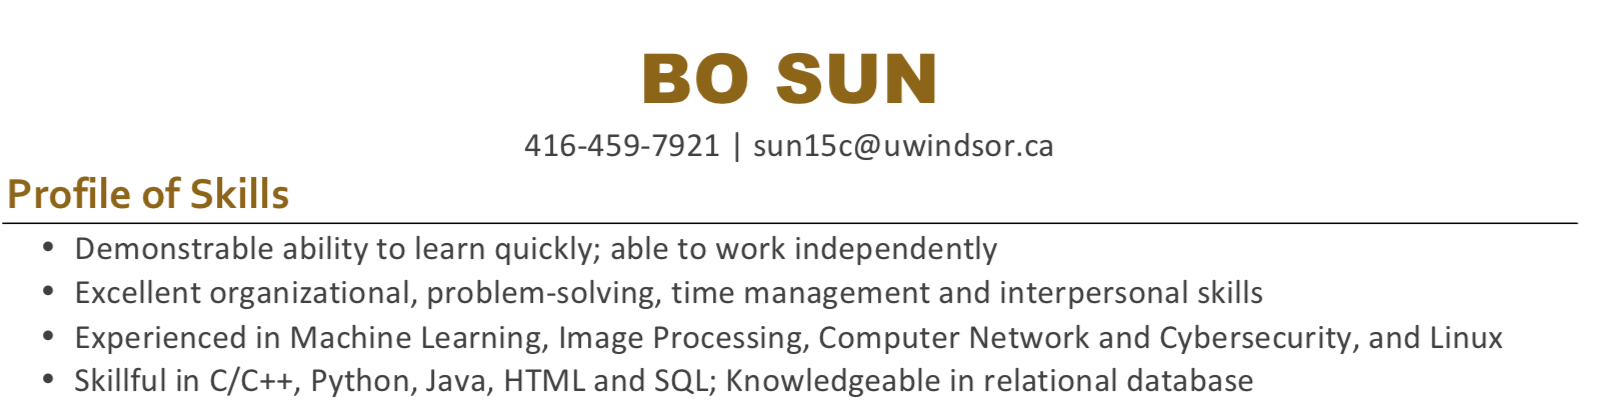 BO SUN
416-459-7921 | sun15c@uwindsor.ca
Profile of Skills
• Demonstrable ability to learn quickly; able to work independently
• Excellent organizational, problem-solving, time management and interpersonal skills
• Experienced in Machine Learning, Image Processing, Computer Network and Cybersecurity, and Linux
• Skillful in C/C++, Python, Java, HTML and SQL; Knowledgeable in relational database